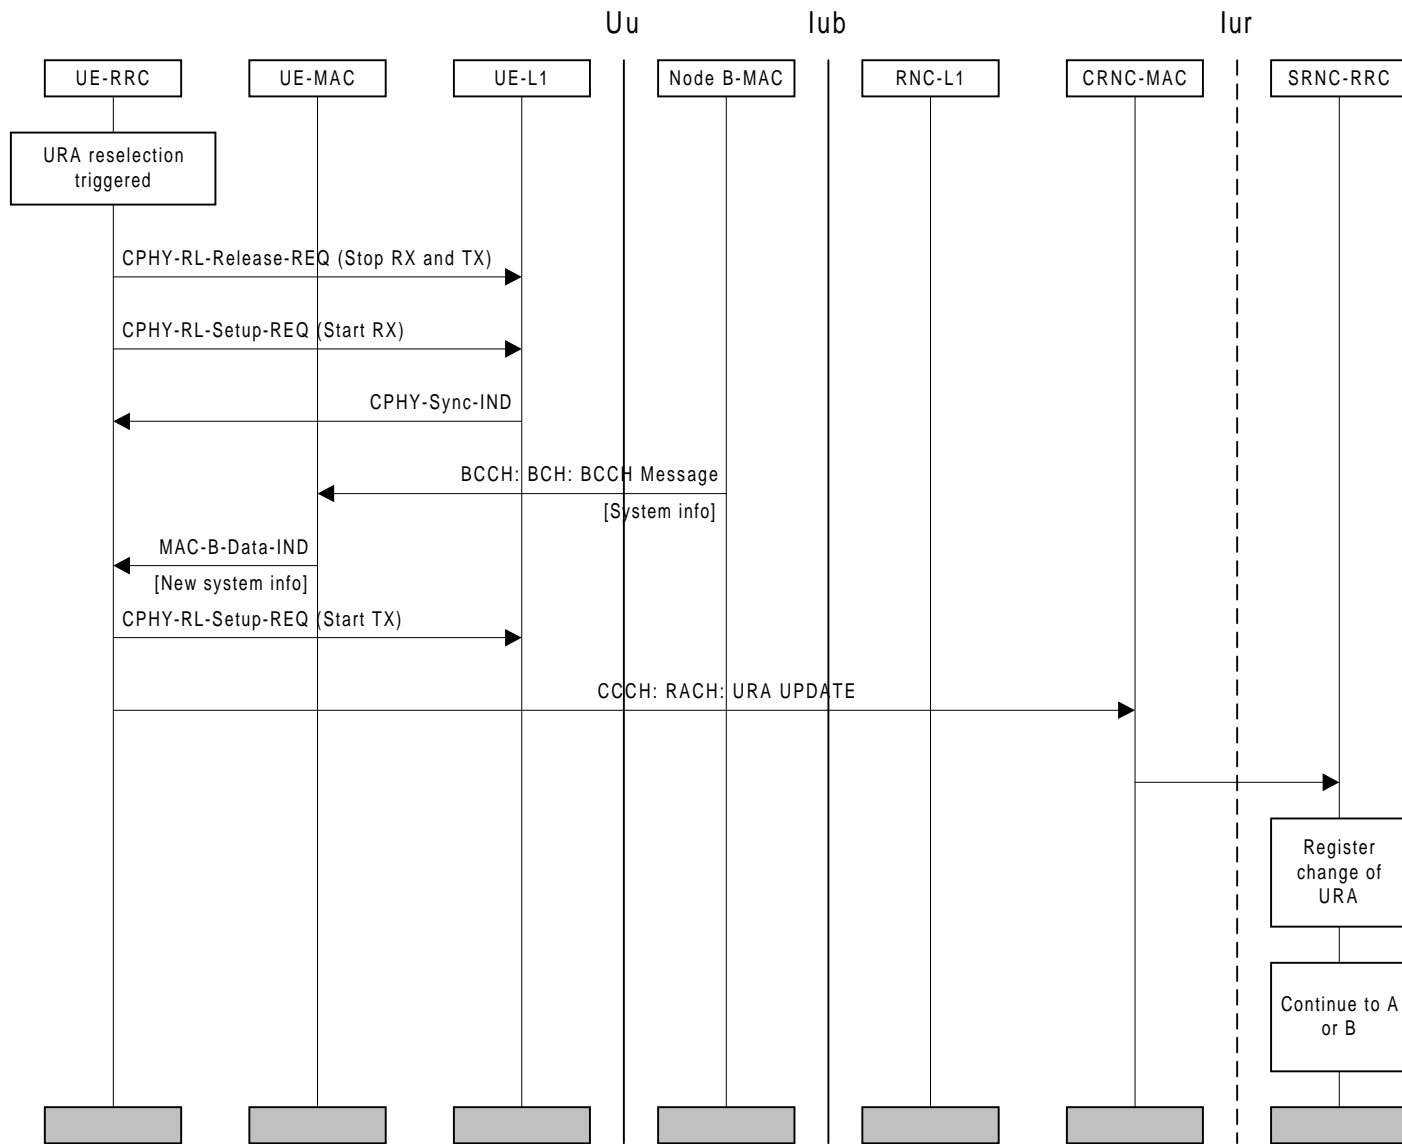 Uu
Iub
Iur
UE-RRC
UE-MAC
UE-L1
Node B-MAC
RNC-L1
CRNC-MAC
SRNC-RRC
URA reselection
triggered
CPHY-RL-Release-REQ (Stop RX and TX)
CPHY-RL-Setup-REQ (Start RX)
CPHY-Sync-IND
BCCH: BCH: BCCH Message
[System info]
MAC-B-Data-IND
[New system info]
CPHY-RL-Setup-REQ (Start TX)
CCCH: RACH: URA UPDATE
Register
change of
URA
Continue to A
or B